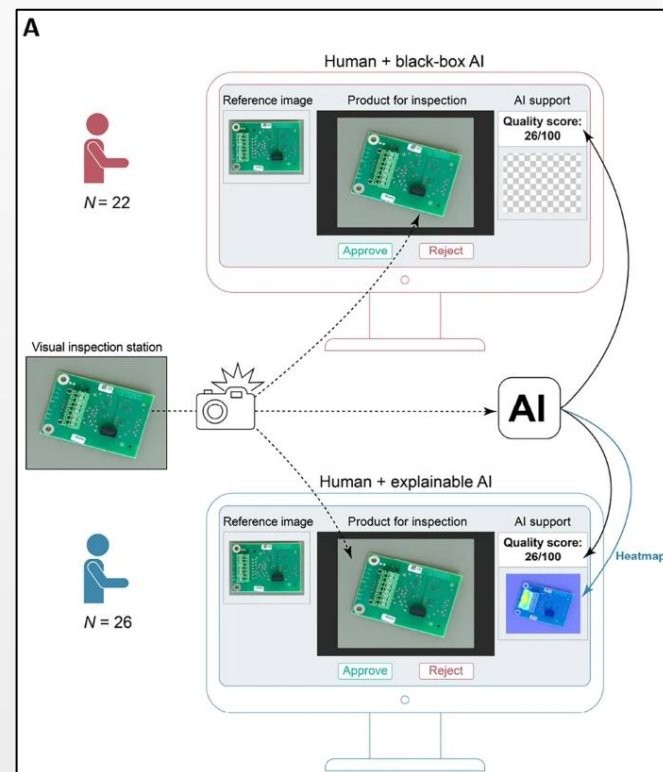 A
Human + black-box AI
Reference image
Product for inspection
AI support
Quality score:
26/100
N = 22
Approve
Reject
Visual inspection station
AI
Human + explainable AI
Reference image
Product for inspection
AI support
Quality score:
26/100
Heatmap
N = 26
Approve
Reject